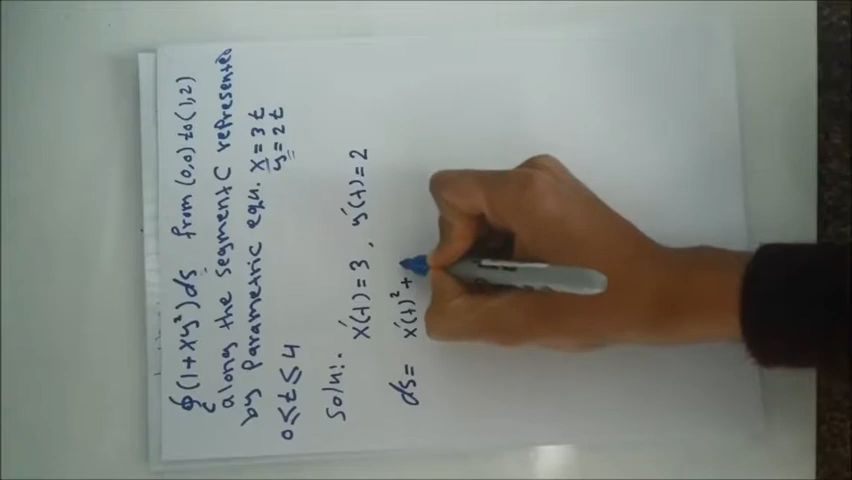 ∮c (1+xy²)ds from (0,0) to (1,2)
along the segment C represented
by parametric equ. x = 3t
y = 2t
0 ≤ t ≤ 4
Soln:-
x'(t) = 3 , y'(t) = 2
ds = x'(t)² +